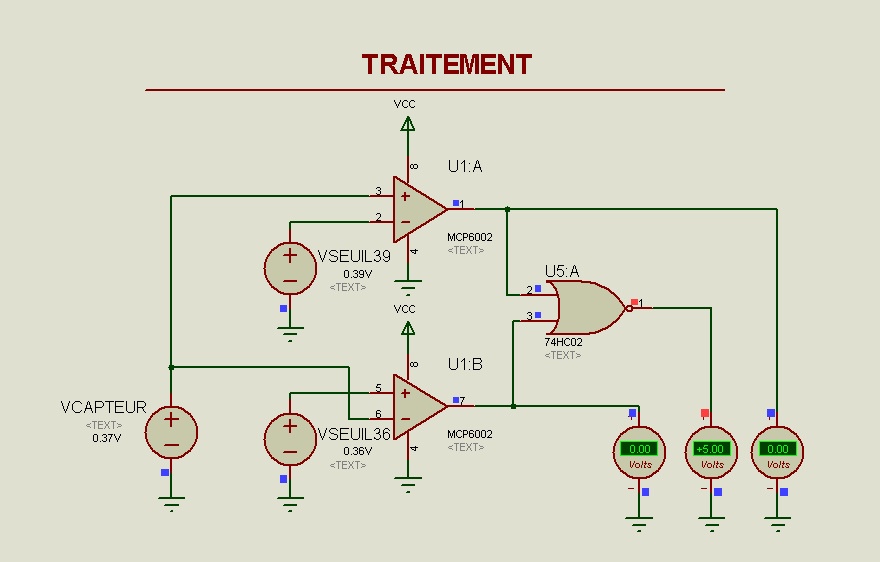 TRAITEMENT
VCC
8
U1:A
3
2
1
4
MCP6002
<TEXT>
VSEUIL39
0.39V
<TEXT>
U5:A
2
3
1
74HC02
<TEXT>
VCC
8
U1:B
5
6
7
4
MCP6002
<TEXT>
VCAPTEUR
<TEXT>
0.37V
VSEUIL36
0.36V
<TEXT>
0.00
Volts
+5.00
Volts
0.00
Volts